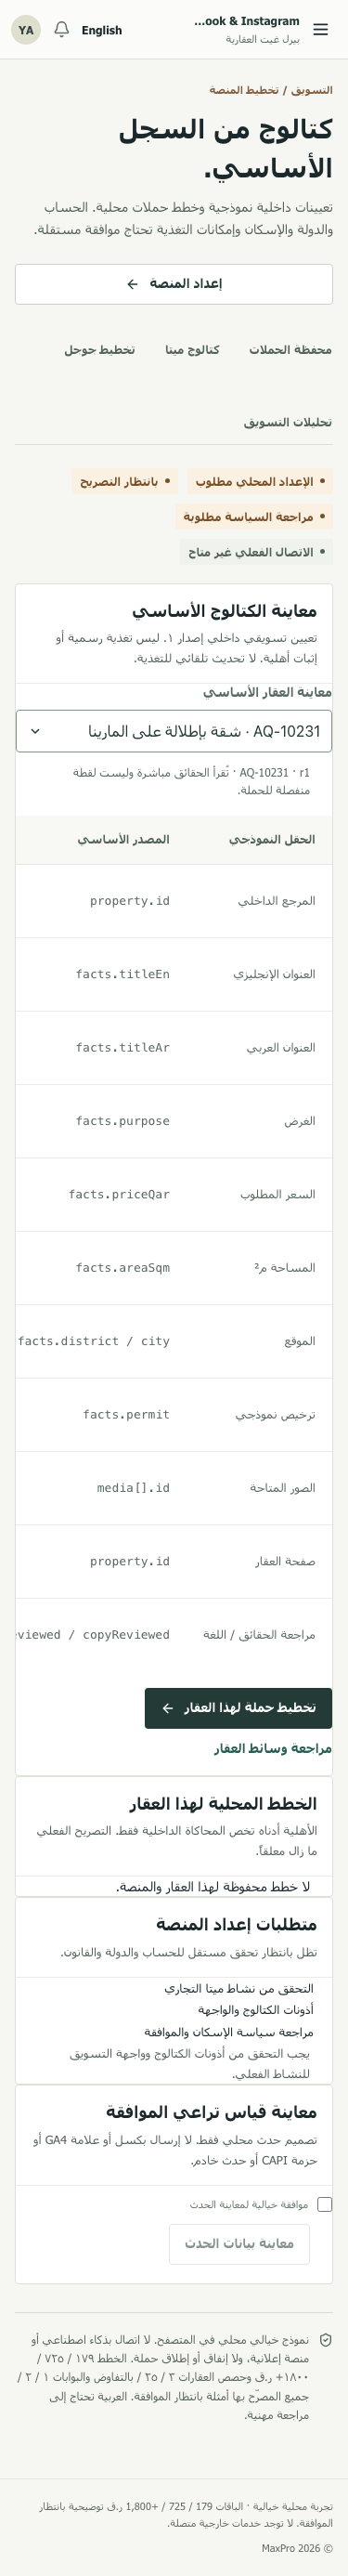 ook & Instagram...
بيرل غيت العقارية
English
YA
التسويق / تخطيط المنصة
كتالوج من السجل
الأساسي.
تعيينات داخلية نموذجية وخطط حملات محلية. الحساب
والدولة والإسكان وإمكانات التغذية تحتاج موافقة مستقلة.
إعداد المنصة
محفظة الحملات
كتالوج ميتا
تخطيط جوجل
تحليلات التسويق
الإعداد المحلي مطلوب
بانتظار التصريح
مراجعة السياسة مطلوبة
الاتصال الفعلي غير متاح
معاينة الكتالوج الأساسي
تعيين تسويقي داخلي إصدار ١. ليس تغذية رسمية أو
إثبات أهلية. لا تحديث تلقائي للتغذية.
معاينة العقار الأساسي
AQ-10231 · شقة بإطلالة على المارينا
AQ-10231 · r1 · تُقرأ الحقائق مباشرة وليست لقطة
منفصلة للحملة.
الحقل النموذجي
المصدر الأساسي
المرجع الداخلي
property.id
العنوان الإنجليزي
facts.titleEn
العنوان العربي
facts.titleAr
الغرض
facts.purpose
السعر المطلوب
facts.priceQar
المساحة م²
facts.areaSqm
الموقع
facts.district / city
ترخيص نموذجي
facts.permit
الصور المتاحة
media[].id
صفحة العقار
property.id
مراجعة الحقائق / اللغة
viewed / copyReviewed
تخطيط حملة لهذا العقار
مراجعة وسائط العقار
الخطط المحلية لهذا العقار
الأهلية أدناه تخص المحاكاة الداخلية فقط. التصريح الفعلي
ما زال معلقاً.
لا خطط محفوظة لهذا العقار والمنصة.
متطلبات إعداد المنصة
تظل بانتظار تحقق مستقل للحساب والدولة والقانون.
التحقق من نشاط ميتا التجاري
أذونات الكتالوج والواجهة
مراجعة سياسة الإسكان والموافقة
يجب التحقق من أذونات الكتالوج وواجهة التسويق
للنشاط الفعلي.
معاينة قياس تراعي الموافقة
تصميم حدث محلي فقط. لا إرسال بكسل أو علامة GA4 أو
حزمة CAPI أو حدث خادم.
موافقة خيالية لمعاينة الحدث
معاينة بيانات الحدث
نموذج خيالي محلي في المتصفح. لا اتصال بذكاء اصطناعي أو
منصة إعلانية، ولا إنفاق أو إطلاق حملة. الخطط ١٧٩ / ٧٢٥ /
١٨٠٠+ ر.ق وحصص العقارات ٣ / ٢٥ / بالتفاوض والبوابات ١ / ٣ /
جميع المصرّح بها أمثلة بانتظار الموافقة. العربية تحتاج إلى
مراجعة مهنية.
تجربة محلية خيالية · الباقات 179 / 725 / +1,800 ر.ق توضيحية بانتظار
الموافقة. لا توجد خدمات خارجية متصلة.
© 2026 MaxPro